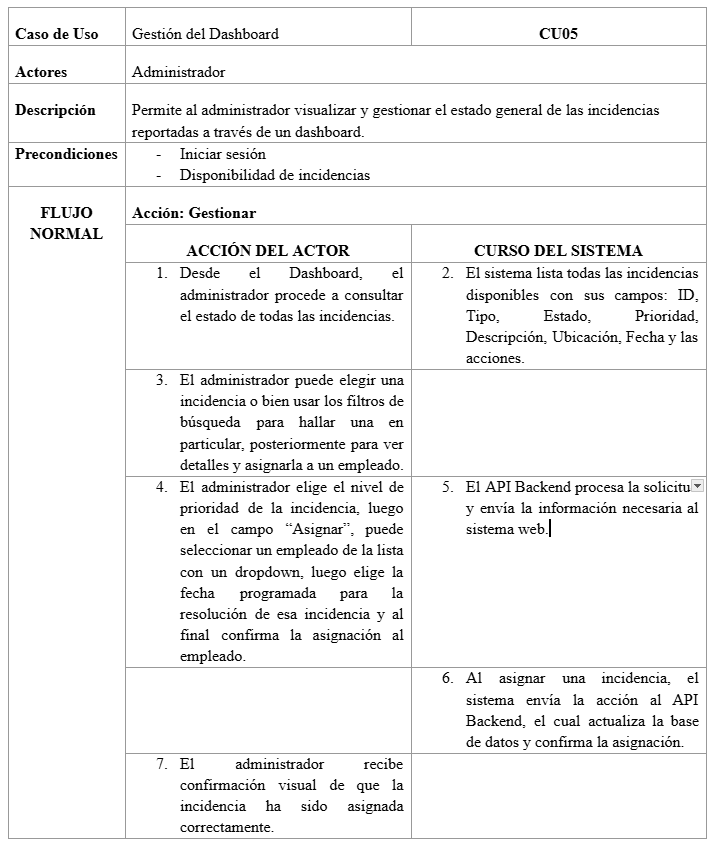 Caso de Uso Gestión del Dashboard CU05
Actores Administrador
Descripción Permite al administrador visualizar y gestionar el estado general de las incidencias
reportadas a través de un dashboard.
Precondiciones - Iniciar sesión
- Disponibilidad de incidencias
FLUJO
NORMAL
Acción: Gestionar
ACCIÓN DEL ACTOR
CURSO DEL SISTEMA
1. Desde el Dashboard, el
administrador procede a consultar
el estado de todas las incidencias.
2. El sistema lista todas las incidencias
disponibles con sus campos: ID,
Tipo, Estado, Prioridad,
Descripción, Ubicación, Fecha y las
acciones.
3. El administrador puede elegir una
incidencia o bien usar los filtros de
búsqueda para hallar una en
particular, posteriormente para ver
detalles y asignarla a un empleado.
4. El administrador elige el nivel de
prioridad de la incidencia, luego
en el campo “Asignar”, puede
seleccionar un empleado de la lista
con un dropdown, luego elige la
fecha programada para la
resolución de esa incidencia y al
final confirma la asignación al
empleado.
5. El API Backend procesa la solicitu
y envía la información necesaria al
sistema web.
6. Al asignar una incidencia, el
sistema envía la acción al API
Backend, el cual actualiza la base
de datos y confirma la asignación.
7. El administrador recibe
confirmación visual de que la
incidencia ha sido asignada
correctamente.